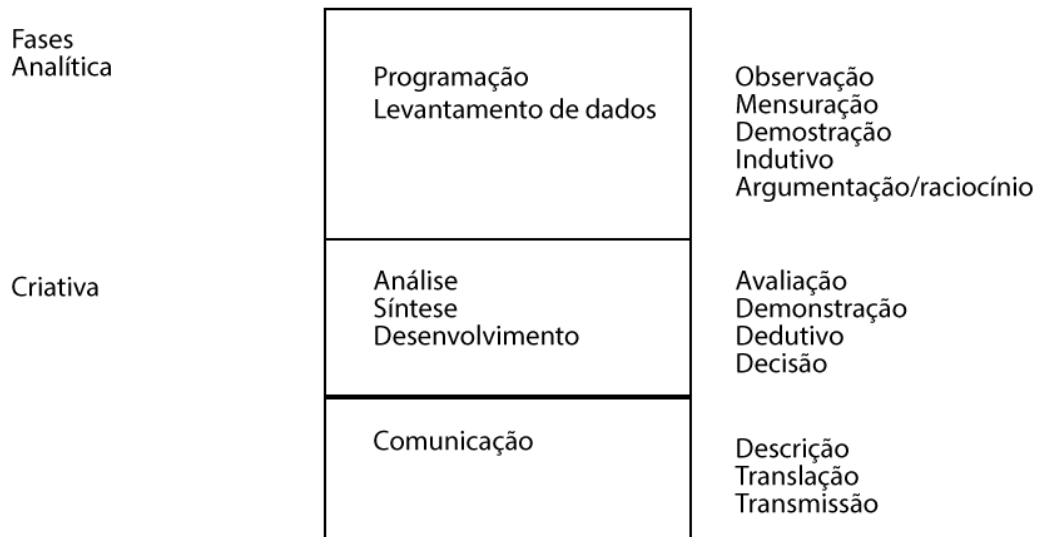 Fases
Analítica
Programação
Levantamento de dados
Observação
Mensuração
Demostração
Indutivo
Argumentação/raciocínio
Criativa
Análise
Síntese
Desenvolvimento
Avaliação
Demonstração
Dedutivo
Decisão
Comunicação
Descrição
Translação
Transmissão